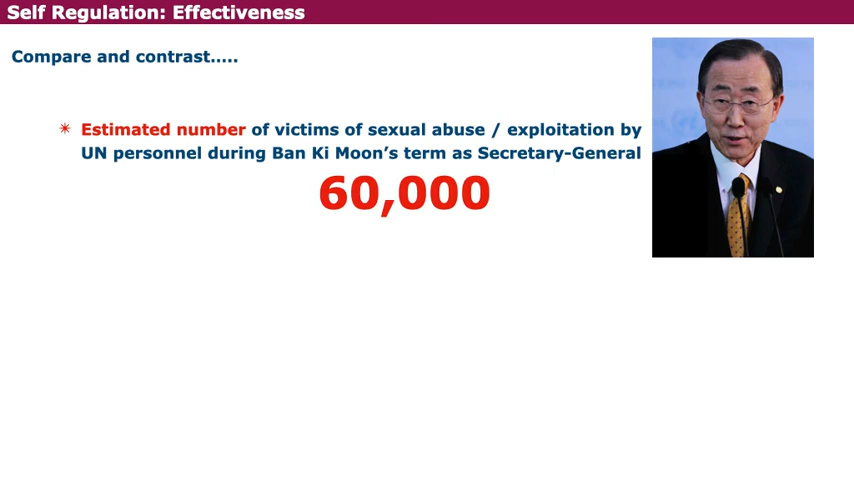 Self Regulation: Effectiveness
Compare and contrast.....
✴ Estimated number of victims of sexual abuse / exploitation by
UN personnel during Ban Ki Moon’s term as Secretary-General
60,000